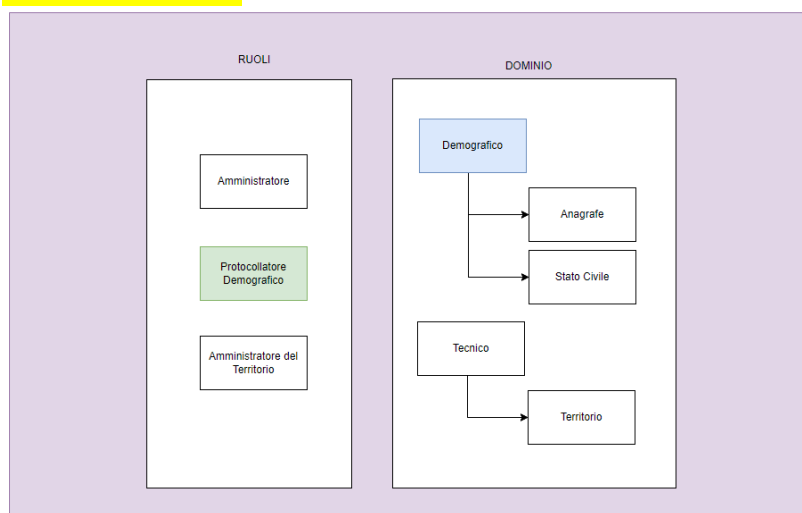 RUOLI
DOMINIO
Amministratore
Protocollatore
Demografico
Amministratore del
Territorio
Demografico
Anagrafe
Stato Civile
Tecnico
Territorio